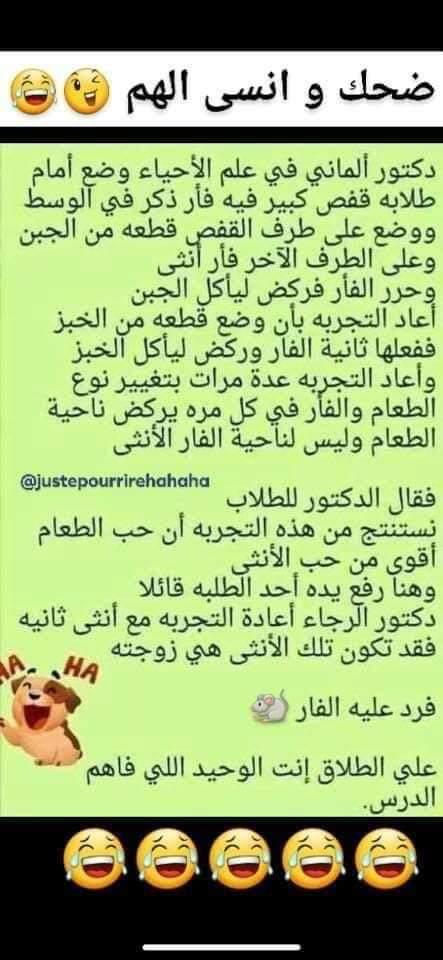 ضحك و انسى الهم
دكتور ألماني في علم الأحياء وضع أمام
طلابه قفص كبير فيه فأر ذكر في الوسط
ووضع على طرف القفص قطعه من الجبن
وعلى الطرف الآخر فأر أنثى
وحرر الفأر فركض ليأكل الجبن
أعاد التجربه بأن وضع قطعه من الخبز
ففعلها ثانية الفار وركض ليأكل الخبز
وأعاد التجربه عدة مرات بتغيير نوع
الطعام والفأر في كل مره يركض ناحية
الطعام وليس لناحية الفار الأنثى
@justepourrirehahaha
فقال الدكتور للطلاب
نستنتج من هذه التجربه أن حب الطعام
أقوى من حب الأنثى
وهنا رفع يده أحد الطلبه قائلا
دكتور الرجاء أعادة التجربه مع أنثى ثانيه
فقد تكون تلك الأنثى هي زوجته
HA HA
فرد عليه الفار
علي الطلاق إنت الوحيد اللي فاهم
الدرس.